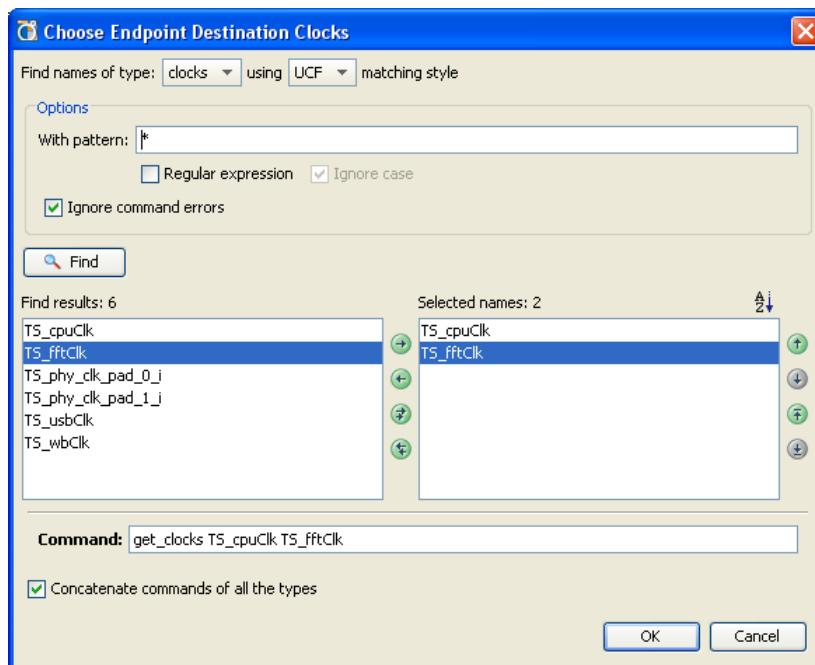 Choose Endpoint Destination Clocks
Find names of type: clocks using UCF matching style
Options
With pattern: *
Regular expression Ignore case
Ignore command errors
Find
Find results: 6 Selected names: 2
TS_cpuClk
TS_fftClk
TS_phy_clk_pad_0_i
TS_phy_clk_pad_1_i
TS_usbClk
TS_wbClk
TS_cpuClk
TS_fftClk
Command: get_clocks TS_cpuClk TS_fftClk
Concatenate commands of all the types
OK Cancel